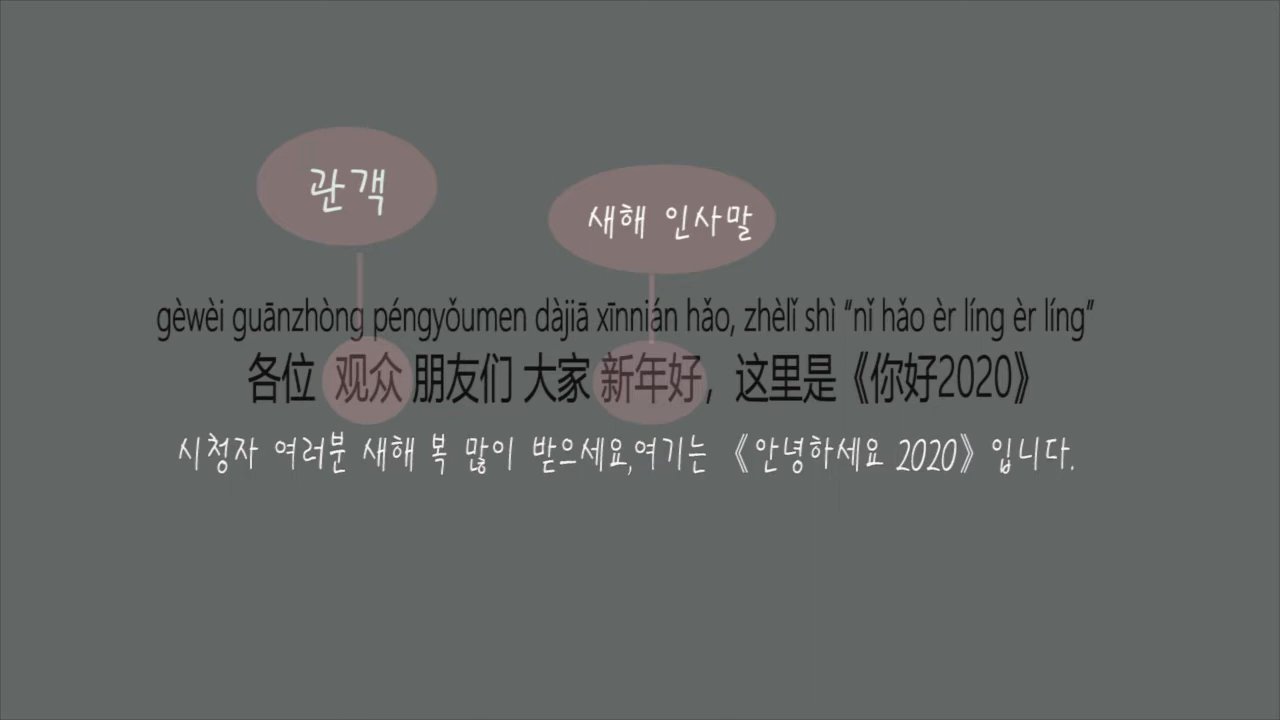 관객
새해 인사말
gèwèi guānzhòng péngyǒumen dàjiā xīnnián hǎo, zhèlǐ shì “nǐ hǎo èr líng èr líng”
各位 观众 朋友们 大家 新年好，这里是《你好2020》
시청자 여러분 새해 복 많이 받으세요,여기는 《안녕하세요 2020》입니다.